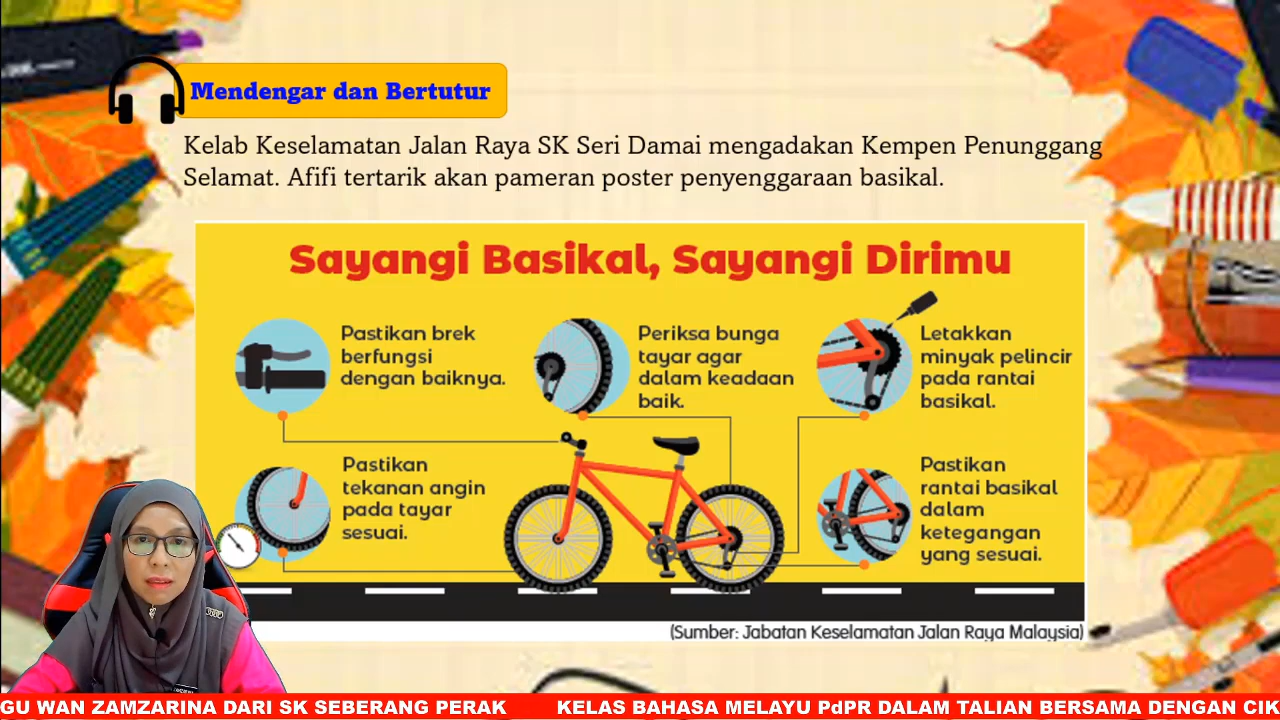 Mendengar dan Bertutur
Kelab Keselamatan Jalan Raya SK Seri Damai mengadakan Kempen Penunggang
Selamat. Afifi tertarik akan pameran poster penyenggaraan basikal.
Sayangi Basikal, Sayangi Dirimu
Pastikan brek
berfungsi
dengan baiknya.
Periksa bunga
tayar agar
dalam keadaan
baik.
Letakkan
minyak pelincir
pada rantai
basikal.
Pastikan
tekanan angin
pada tayar
sesuai.
Pastikan
rantai basikal
dalam
ketegangan
yang sesuai.
(Sumber: Jabatan Keselamatan Jalan Raya Malaysia)
GU WAN ZAMZARINA DARI SK SEBERANG PERAK KELAS BAHASA MELAYU PdPR DALAM TALIAN BERSAMA DENGAN CIK